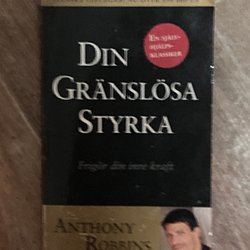 EN SJÄLV-
HJÄLPS-
KLASSIKER
DIN
GRÄNSLÖSA
STYRKA
Frigör din inre kraft
ANTHONY
ROBBINS